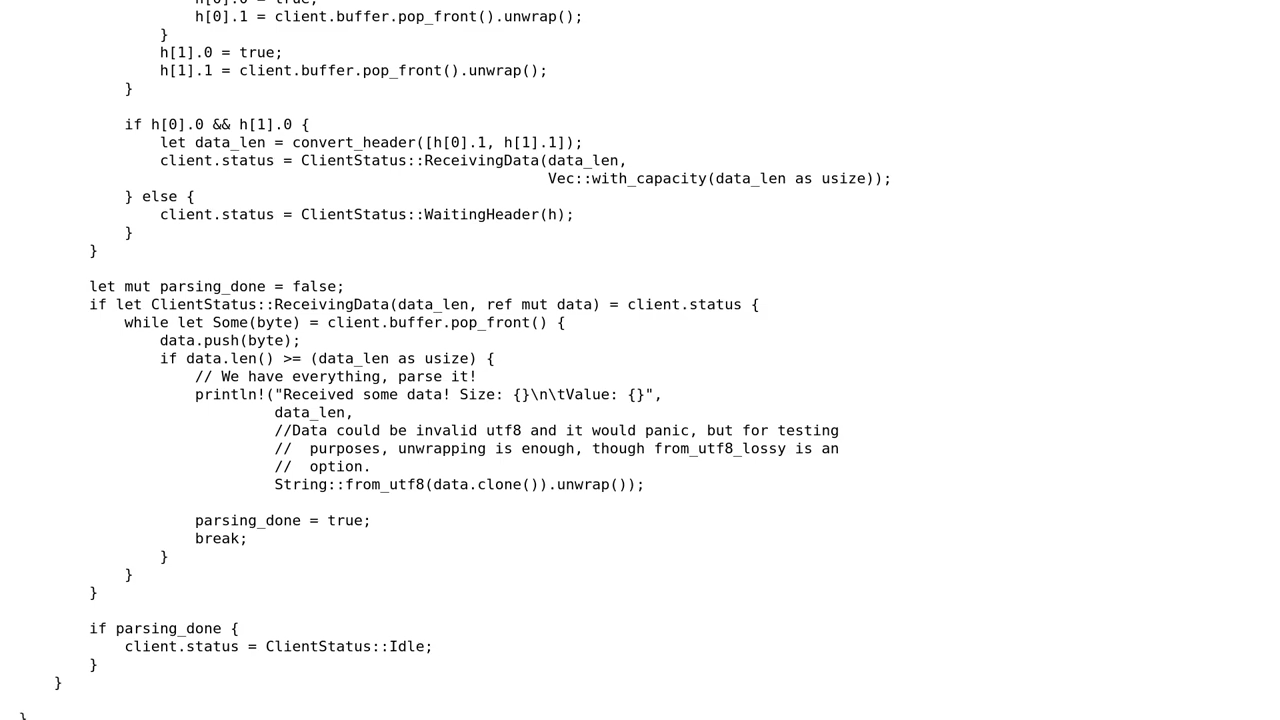 h[0].0 = true;
h[0].1 = client.buffer.pop_front().unwrap();
}
h[1].0 = true;
h[1].1 = client.buffer.pop_front().unwrap();
}
if h[0].0 && h[1].0 {
let data_len = convert_header([h[0].1, h[1].1]);
client.status = ClientStatus::ReceivingData(data_len,
Vec::with_capacity(data_len as usize));
} else {
client.status = ClientStatus::WaitingHeader(h);
}
}
let mut parsing_done = false;
if let ClientStatus::ReceivingData(data_len, ref mut data) = client.status {
while let Some(byte) = client.buffer.pop_front() {
data.push(byte);
if data.len() >= (data_len as usize) {
// We have everything, parse it!
println!("Received some data! Size: {}\n\tValue: {}",
data_len,
//Data could be invalid utf8 and it would panic, but for testing
//  purposes, unwrapping is enough, though from_utf8_lossy is an
//  option.
String::from_utf8(data.clone()).unwrap());
parsing_done = true;
break;
}
}
}
if parsing_done {
client.status = ClientStatus::Idle;
}
}
}